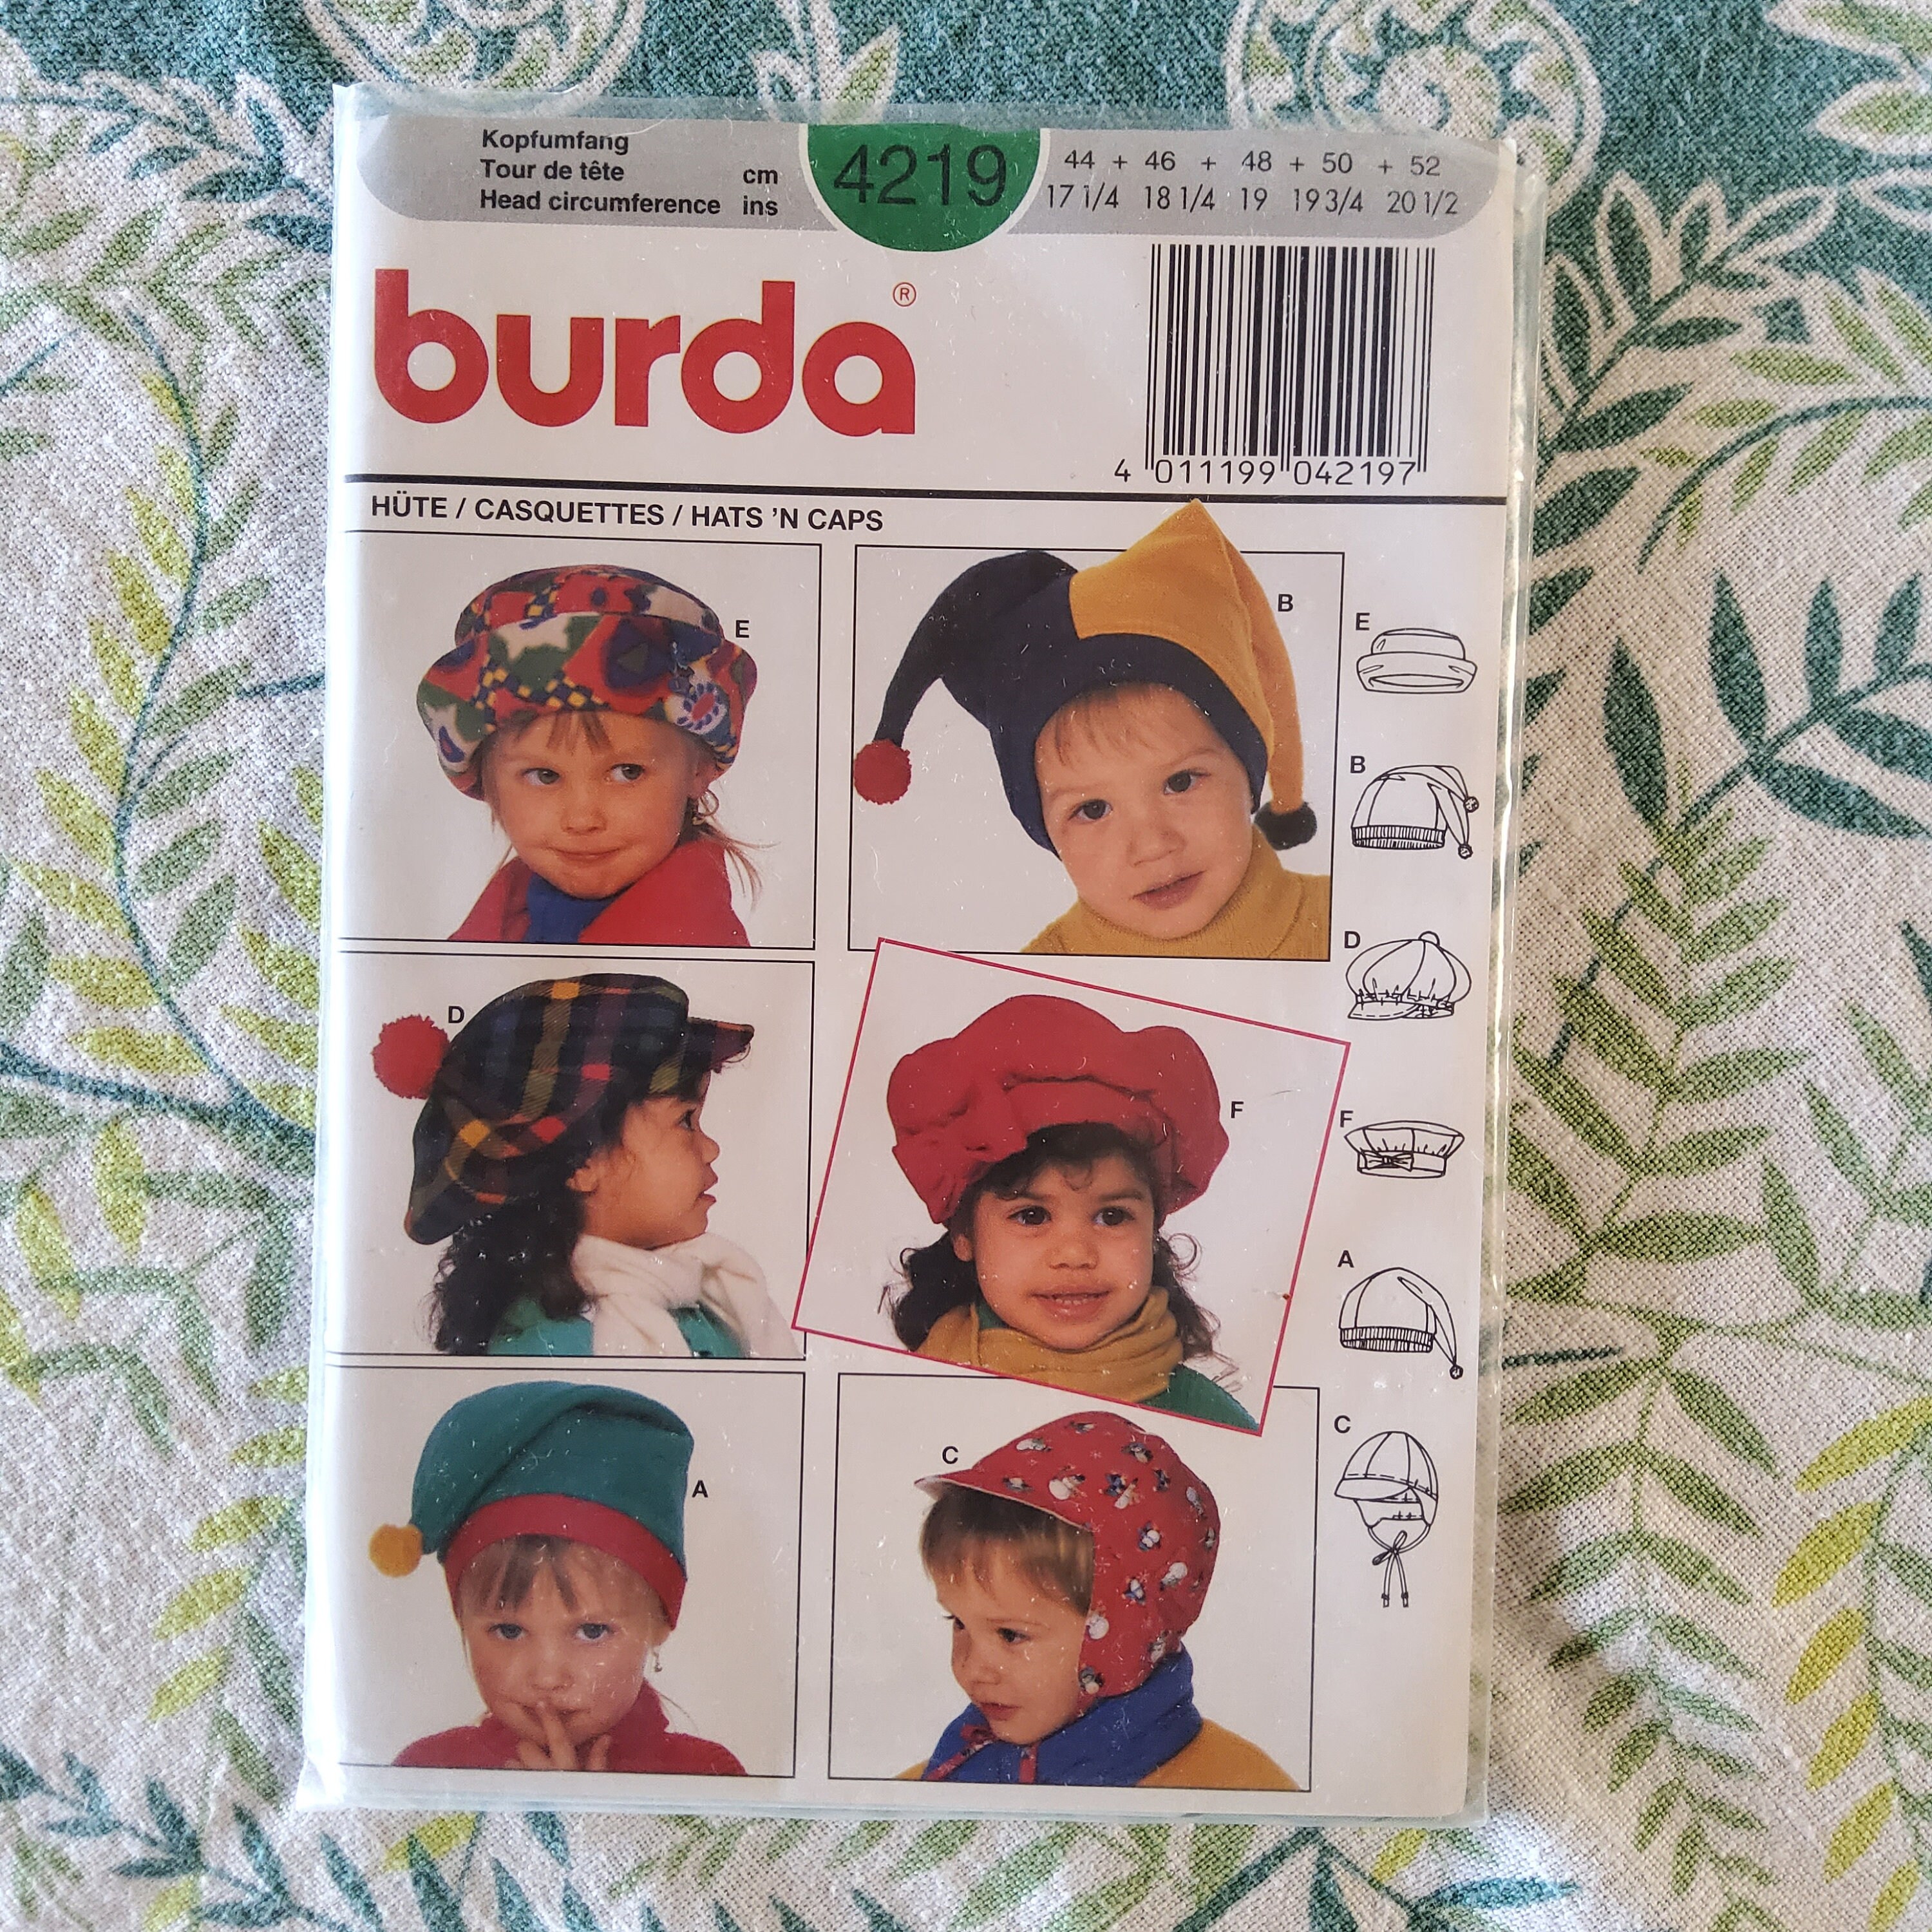 Kopfumfang
Tour de tête cm
Head circumference ins
4219
44 + 46 + 48 + 50 + 52
17 1/4 18 1/4 19 19 3/4 20 1/2
burda®
4 011199 042197
HÜTE / CASQUETTES / HATS 'N CAPS
E
B
E
B
D
D
F
F
A
A
C
C